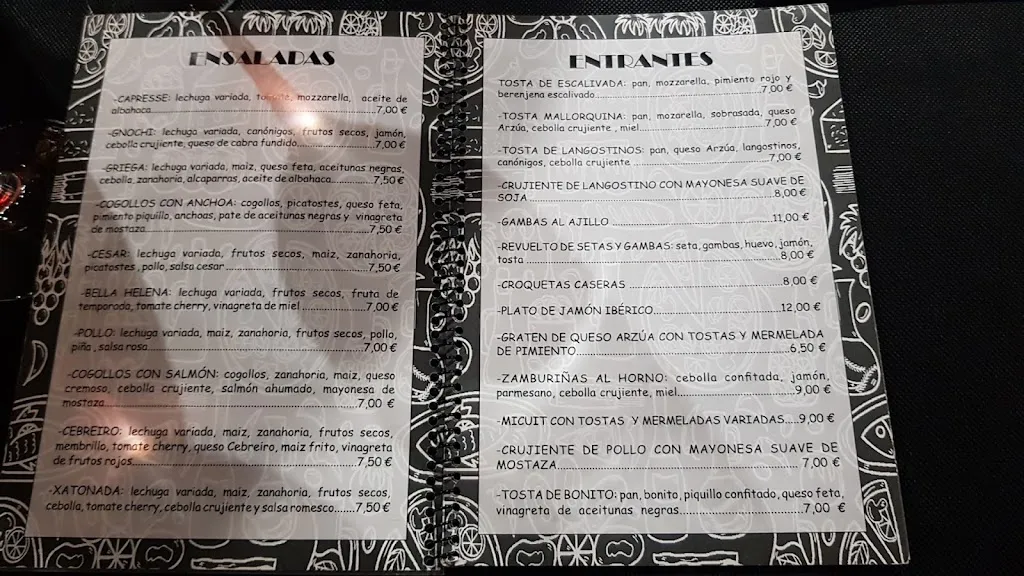 ENSALADAS
-CAPRESSE: lechuga variada, tomate, mozzarella, aceite de
albahaca.....7,00 €
-GNOCHI: lechuga variada, canónigos, frutos secos, jamón,
cebolla crujiente, queso de cabra fundido.....7,00 €
-GRIEGA: lechuga variada, maiz, queso feta, aceitunas negras,
cebolla, zanahoria, alcaparras, aceite de albahaca.....7,50 €
-COGOLLOS CON ANCHOA: cogollos, picatostes, queso feta,
pimiento piquillo, anchoas, pate de aceitunas negras y vinagreta
de mostaza.....7,50 €
-CESAR: lechuga variada, frutos secos, maiz, zanahoria,
picatostes , pollo, salsa cesar.....7,50 €
-BELLA HELENA: lechuga variada, frutos secos, fruta de
temporada, tomate cherry, vinagreta de miel.....7,00 €
-POLLO: lechuga variada, maiz, zanahoria, frutos secos, pollo,
piña , salsa rosa.....7,00 €
-COGOLLOS CON SALMÓN: cogollos, zanahoria, maiz, queso
cremoso, cebolla crujiente, salmón ahumado, mayonesa de
mostaza.....7,00 €
-CEBREIRO: lechuga variada, maiz, zanahoria, frutos secos,
membrillo, tomate cherry, queso Cebreiro, maiz frito, vinagreta
de frutos rojos.....7,50 €
-XATONADA: lechuga variada, maiz, zanahoria, frutos secos,
cebolla, tomate cherry, cebolla crujiente y salsa romesco.....7,50 €
ENTRANTES
TOSTA DE ESCALIVADA: pan, mozzarella, pimiento rojo y
berenjena escalivado.....7,00 €
-TOSTA MALLORQUINA: pan, mozarella, sobrasada, queso
Arzúa, cebolla crujiente , miel.....7,00 €
-TOSTA DE LANGOSTINOS: pan, queso Arzúa, langostinos,
canónigos, cebolla crujiente .....7,00 €
-CRUJIENTE DE LANGOSTINO CON MAYONESA SUAVE DE
SOJA.....8,00 €
-GAMBAS AL AJILLO .....11,00 €
-REVUELTO DE SETAS Y GAMBAS: seta, gambas, huevo, jamón,
tosta .....8,00 €
-CROQUETAS CASERAS .....8,00 €
-PLATO DE JAMÓN IBÉRICO.....12,00 €
-GRATEN DE QUESO ARZÚA CON TOSTAS Y MERMELADA
DE PIMIENTO.....6,50 €
-ZAMBURIÑAS AL HORNO: cebolla confitada, jamón,
parmesano, cebolla crujiente, miel.....9,00 €
-MICUIT CON TOSTAS Y MERMELADAS VARIADAS....9,00 €
-CRUJIENTE DE POLLO CON MAYONESA SUAVE DE
MOSTAZA.....7,00 €
-TOSTA DE BONITO: pan, bonito, piquillo confitado, queso feta,
vinagreta de aceitunas negras.....7,00 €